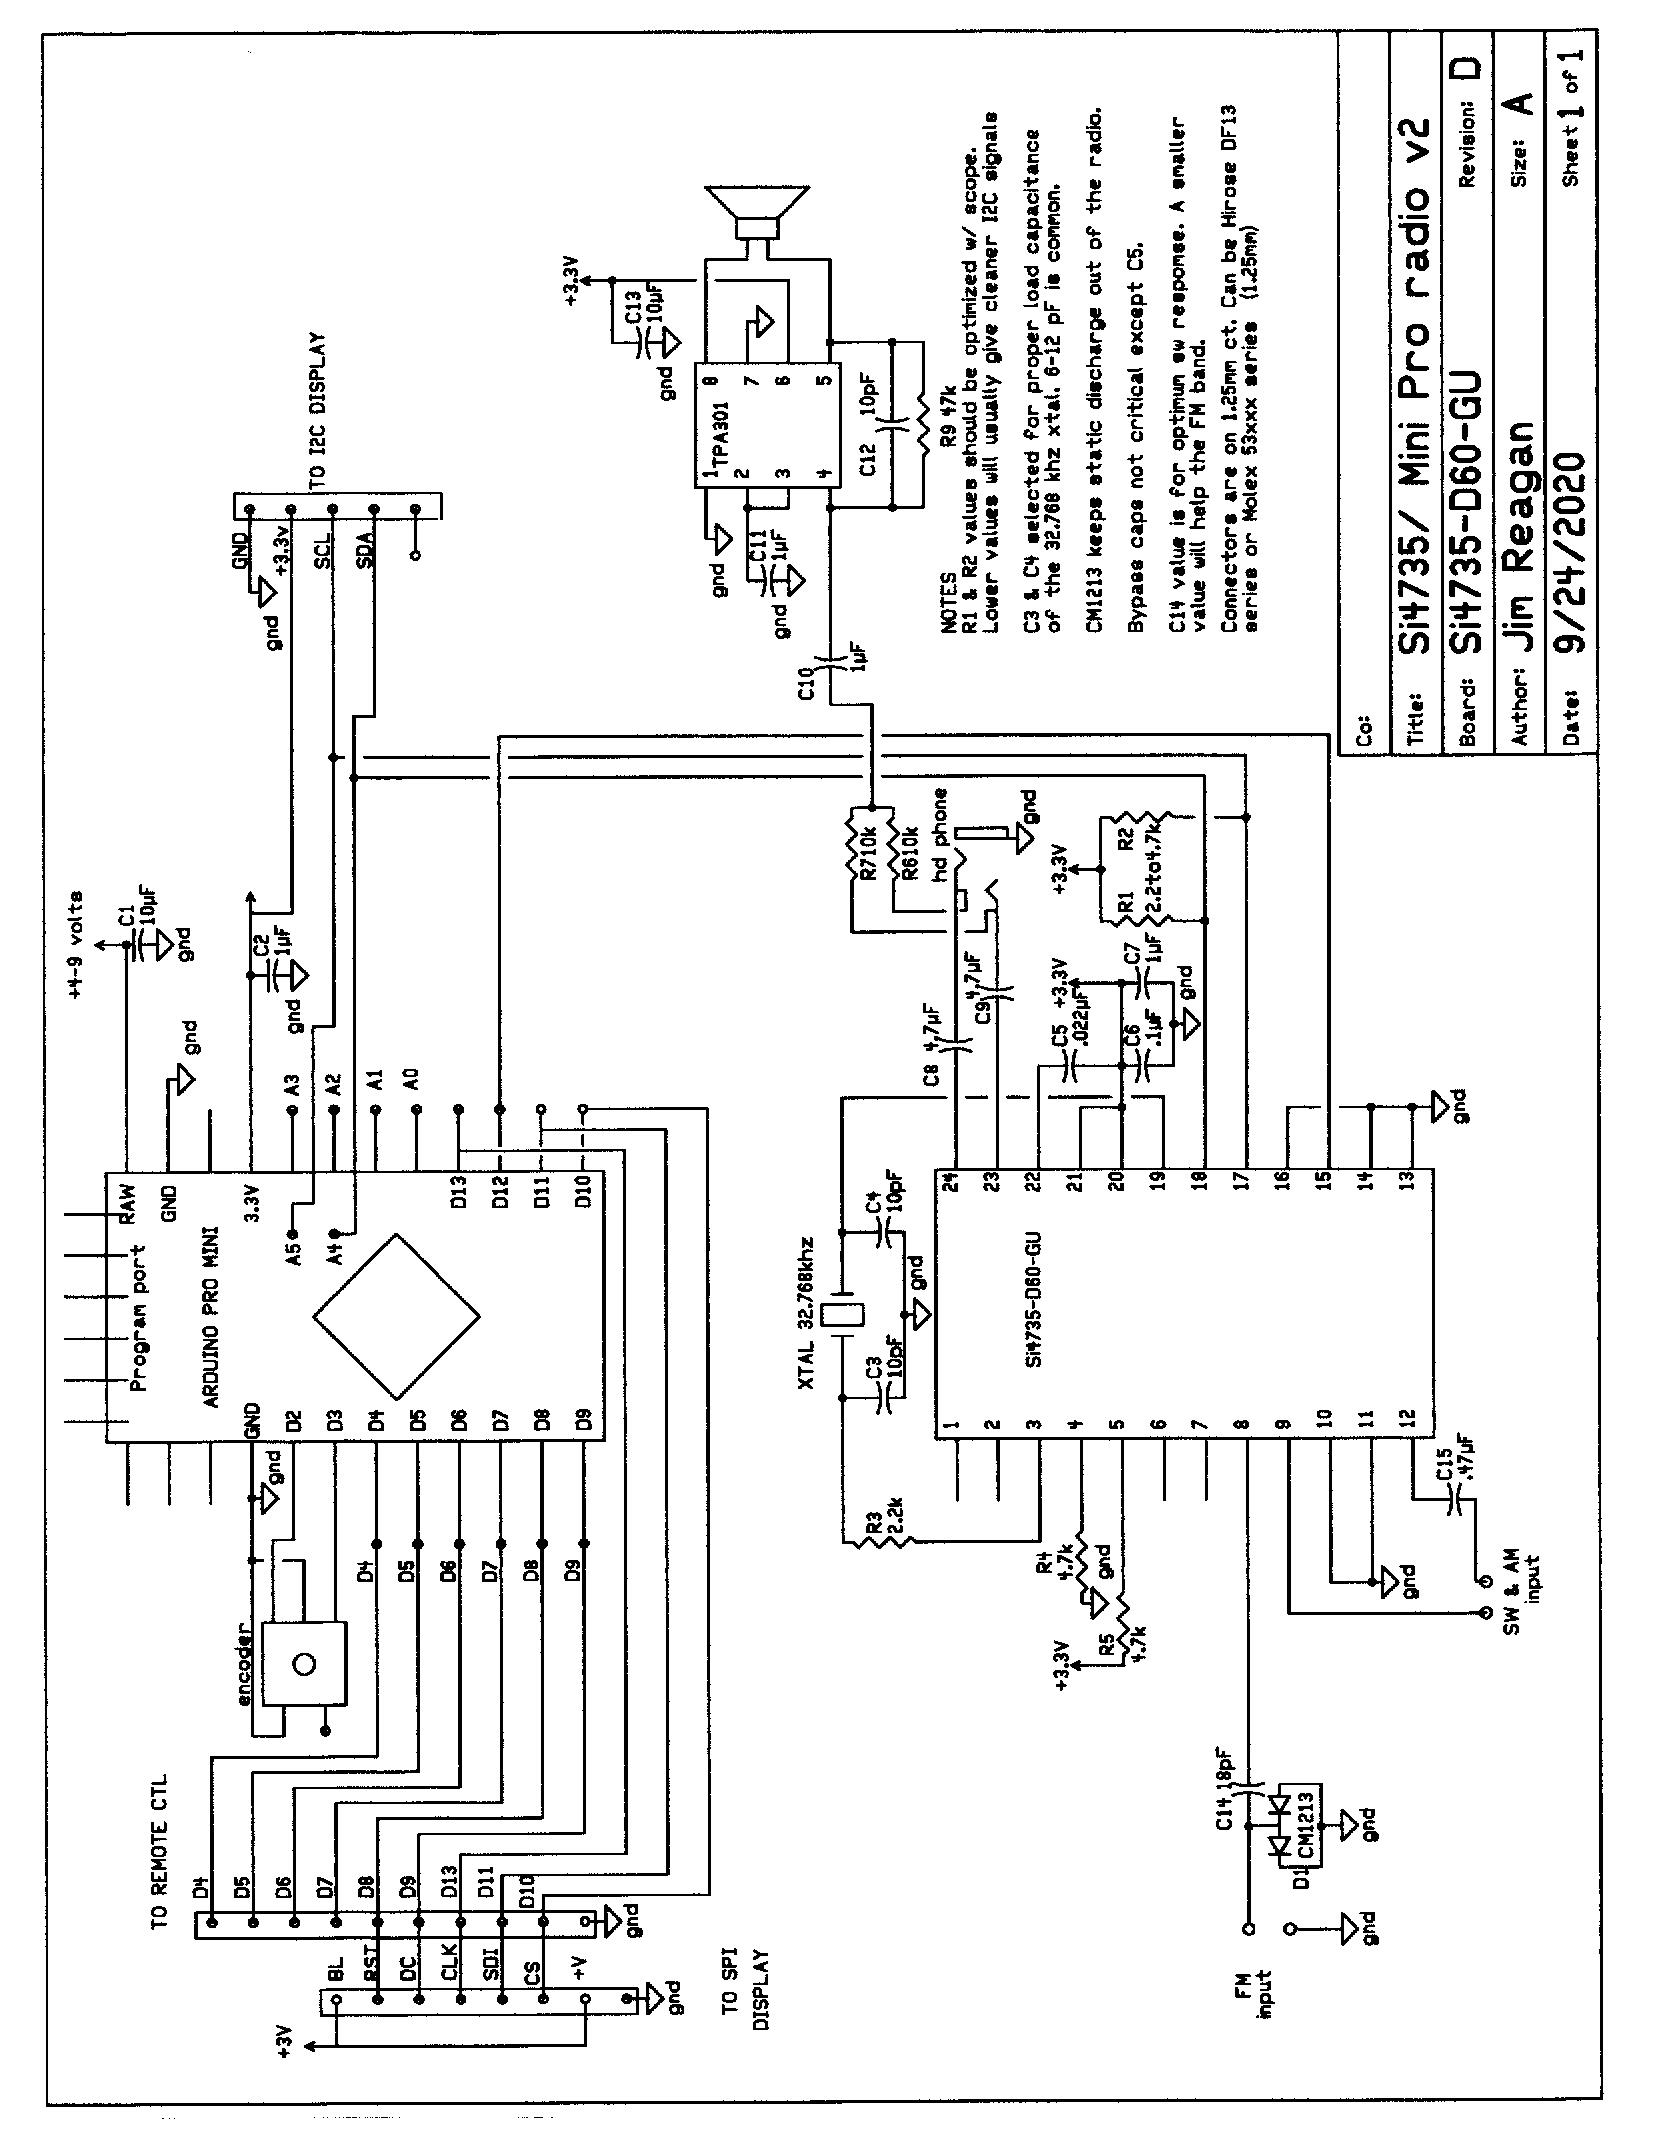 +4-9 volts
C1
10µF
gnd
Program port
RAW
GND
gnd
ARDUINO PRO MINI
TO REMOTE CTL
D4
D5
D6
D7
D8
D9
D13
D11
D10
gnd
+3V
BL
RST
DC
CLK
SDI
CS
+V
gnd
TO SPI
DISPLAY
encoder
gnd
GND
D2
D3
D4
D4
D5
D5
D6
D6
D7
D7
D8
D8
D9
D9
3.3V
C2
1µF
gnd
A5
A4
A3
A2
A1
A0
D13
D12
D11
D10
GND
gnd
+3.3v
SCL
SDA
TO I2C DISPLAY
+3.3V
C13
10µF
gnd
gnd
C11
1µF
gnd
TPA301
1
2
3
4
8
7
6
5
C10
1µF
C12
10pF
R9 47k
XTAL 32.768khz
R3
2.2k
C3
10pF
C4
10pF
gnd
R710k
R610k
hd phone
C8 4.7µF
C9
4.7µF
gnd
Si4735-D60-GU
1
2
3
4
5
6
7
8
9
10
11
12
24
23
22
21
20
19
18
17
16
15
14
13
+3.3V
R4
4.7k
gnd
R5
4.7k
C5
.022µF
+3.3V
C6
.1µF
C7
1µF
gnd
+3.3V
R1
R2
2.2to4.7k
FM
input
C14 18pF
D1
CM1213
gnd
gnd
gnd
C15
.47µF
SW & AM
input
gnd
NOTES
R1 & R2 values should be optimized w/ scope.
Lower values will usually give cleaner I2C signals
C3 & C4 selected for proper load capacitance
of the 32.768 khz xtal. 6-12 pF is common.
CM1213 keeps static discharge out of the radio.
Bypass caps not critical except C5.
C14 value is for optimum sw response. A smaller
value will help the FM band.
Connectors are on 1.25mm ct. Can be Hirose DF13
series or Molex 53xxx series (1.25mm)
Co:
Title: Si4735/ Mini Pro radio v2
Board: Si4735-D60-GU Revision: D
Author: Jim Reagan Size: A
Date: 9/24/2020 Sheet 1 of 1